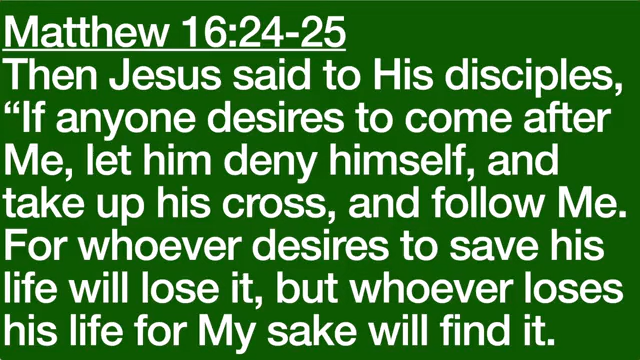 Matthew 16:24-25
Then Jesus said to His disciples,
“If anyone desires to come after
Me, let him deny himself, and
take up his cross, and follow Me.
For whoever desires to save his
life will lose it, but whoever loses
his life for My sake will find it.